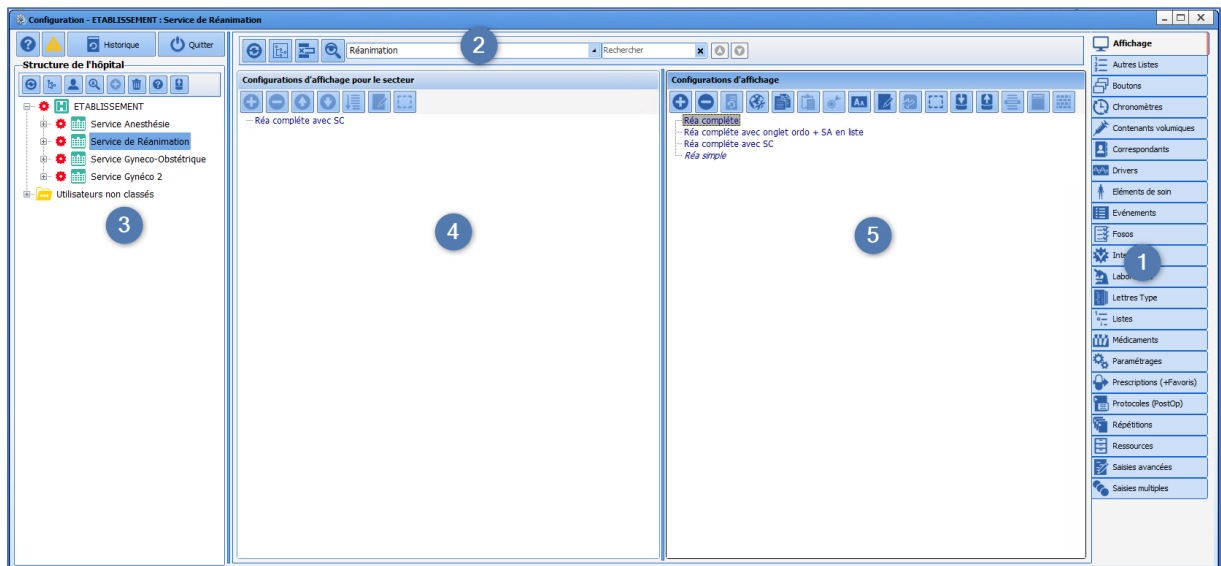 Configuration - ETABLISSEMENT : Service de Réanimation
Historique
Quitter
Structure de l'hôpital
ETABLISSEMENT
Service Anesthésie
Service de Réanimation
Service Gyneco-Obstétrique
Service Gynéco 2
Utilisateurs non classés
3
Réanimation
2
Rechercher
Configurations d'affichage pour le secteur
Réa complète avec SC
4
Configurations d'affichage
Réa complète
Réa complète avec onglet ordo + SA en liste
Réa complète avec SC
Réa simple
5
Affichage
Autres Listes
Boutons
Chronomètres
Contenants volumiques
Correspondants
Drivers
Eléments de soin
Evénements
Fosos
1
Lettres Type
Listes
Médicaments
Paramétrages
Prescriptions (+Favoris)
Protocoles (PostOp)
Répétitions
Ressources
Saisies avancées
Saisies multiples